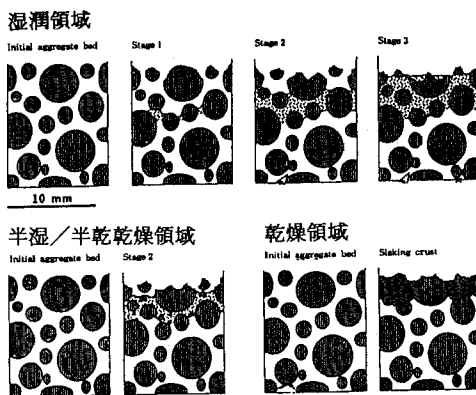 湿潤領域
Initial aggregate bed
Stage 1
Stage 2
Stage 3
10 mm
半湿／半乾乾燥領域
Initial aggregate bed
Stage 2
乾燥領域
Initial aggregate bed
Slaking crust